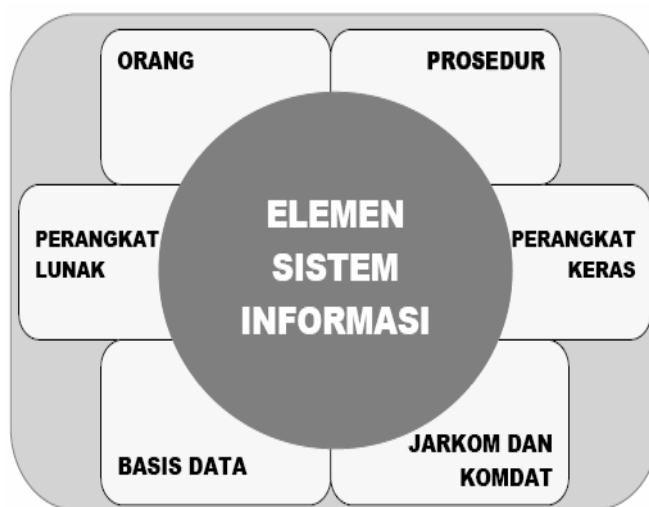 ORANG
PROSEDUR
ELEMEN
SISTEM
INFORMASI
PERANGKAT
LUNAK
PERANGKAT
KERAS
BASIS DATA
JARKOM DAN
KOMDAT